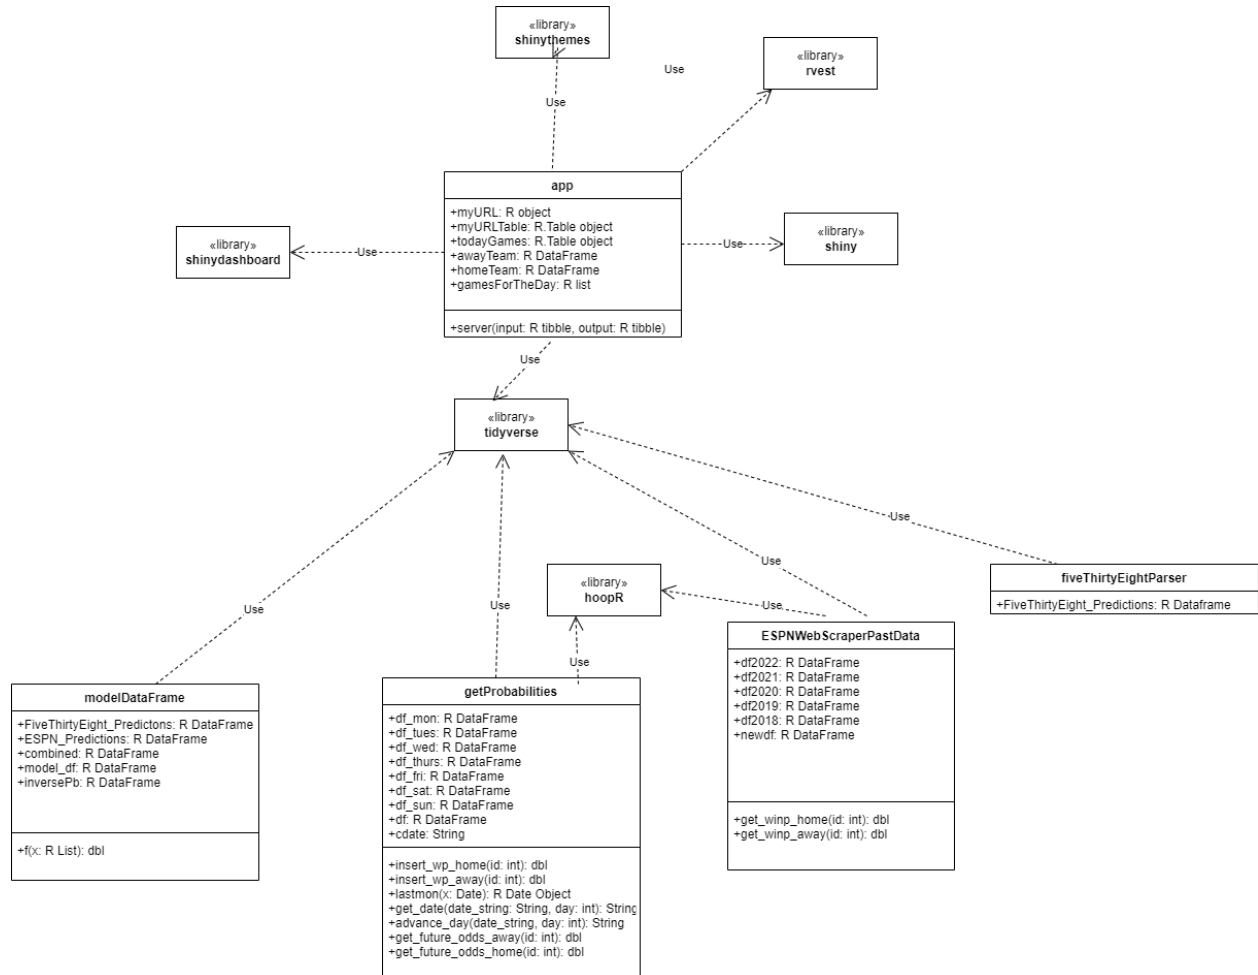 «library»
shinythemes
Use
«library»
rvest
Use
app
+myURL: R object
+myURLTable: R.Table object
+todayGames: R.Table object
+awayTeam: R DataFrame
+homeTeam: R DataFrame
+gamesForTheDay: R list
+server(input: R tibble, output: R tibble)
«library»
shinydashboard
Use
Use
«library»
shiny
Use
«library»
tidyverse
Use
Use
«library»
hoopR
Use
Use
Use
Use
fiveThirtyEightParser
+FiveThirtyEight_Predictions: R Dataframe
ESPNWebScraperPastData
+df2022: R DataFrame
+df2021: R DataFrame
+df2020: R DataFrame
+df2019: R DataFrame
+df2018: R DataFrame
+newdf: R DataFrame
+get_winp_home(id: int): dbl
+get_winp_away(id: int): dbl
modelDataFrame
+FiveThirtyEight_Predictons: R DataFrame
+ESPN_Predictions: R DataFrame
+combined: R DataFrame
+model_df: R DataFrame
+inversePb: R DataFrame
+f(x: R List): dbl
getProbabilities
+df_mon: R DataFrame
+df_tues: R DataFrame
+df_wed: R DataFrame
+df_thurs: R DataFrame
+df_fri: R DataFrame
+df_sat: R DataFrame
+df_sun: R DataFrame
+df: R DataFrame
+cdate: String
+insert_wp_home(id: int): dbl
+insert_wp_away(id: int): dbl
+lastmon(x: Date): R Date Object
+get_date(date_string: String, day: int): String
+advance_day(date_string, day: int): String
+get_future_odds_away(id: int): dbl
+get_future_odds_home(id: int): dbl